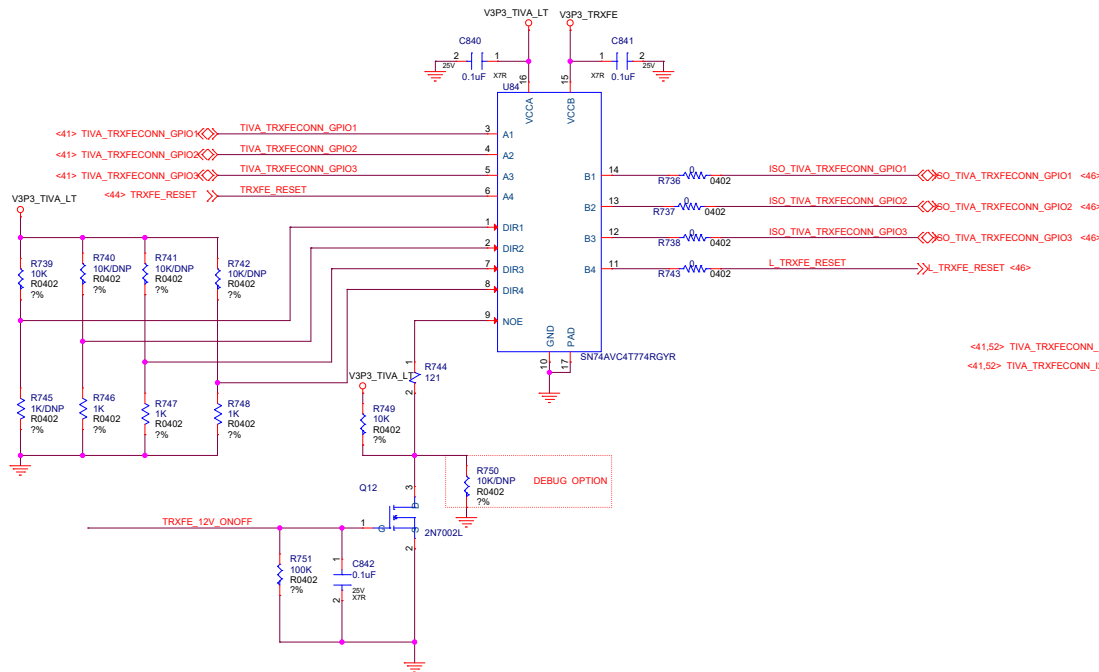 V3P3_TIVA_LT
V3P3_TRXFE
C840
2
1
25V
0.1uF
X7R
C841
1
2
25V
X7R
0.1uF
16
15
U84
VCCA
VCCB
<41> TIVA_TRXFECONN_GPIO1
TIVA_TRXFECONN_GPIO1
3
A1
<41> TIVA_TRXFECONN_GPIO2
TIVA_TRXFECONN_GPIO2
4
A2
<41> TIVA_TRXFECONN_GPIO3
TIVA_TRXFECONN_GPIO3
5
A3
<44> TRXFE_RESET
TRXFE_RESET
6
A4
B1
14
R736
0
0402
ISO_TIVA_TRXFECONN_GPIO1
SO_TIVA_TRXFECONN_GPIO1 <46>
B2
13
R737
0
0402
ISO_TIVA_TRXFECONN_GPIO2
SO_TIVA_TRXFECONN_GPIO2 <46>
B3
12
R738
0
0402
ISO_TIVA_TRXFECONN_GPIO3
SO_TIVA_TRXFECONN_GPIO3 <46>
B4
11
R743
0
0402
L_TRXFE_RESET
L_TRXFE_RESET <46>
V3P3_TIVA_LT
1
DIR1
2
DIR2
7
DIR3
8
DIR4
9
NOE
GND
PAD
10
17
SN74AVC4T774RGYR
R739
10K
R0402
?%
R740
10K/DNP
R0402
?%
R741
10K/DNP
R0402
?%
R742
10K/DNP
R0402
?%
<41,52> TIVA_TRXFECONN_
<41,52> TIVA_TRXFECONN_I
1
R744
121
2
V3P3_TIVA_LT
R745
1K/DNP
R0402
?%
R746
1K
R0402
?%
R747
1K
R0402
?%
R748
1K
R0402
?%
R749
10K
R0402
?%
R750
10K/DNP
R0402
?%
DEBUG OPTION
Q12
3
D
G
S
1
2
2N7002L
TRXFE_12V_ONOFF
R751
100K
R0402
?%
1
C842
0.1uF
25V
X7R
2